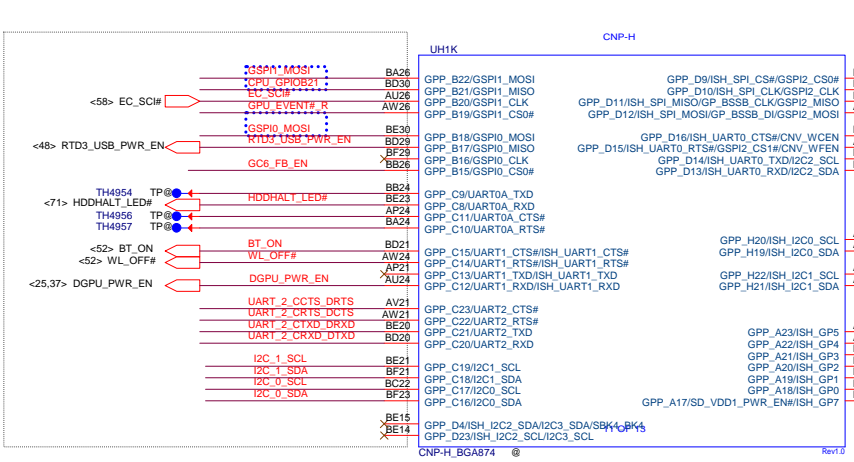 CNP-H
UH1K
GSPI1_MOSI BA26 GPP_B22/GSPI1_MOSI GPP_D9/ISH_SPI_CS#/GSPI2_CS0#
CPU_GPIOB21 BD30 GPP_B21/GSPI1_MISO GPP_D10/ISH_SPI_CLK/GSPI2_CLK
<58> EC_SCI# EC_SCI# AU26 GPP_B20/GSPI1_CLK GPP_D11/ISH_SPI_MISO/GP_BSSB_CLK/GSPI2_MISO
GPU_EVENT#_R AW26 GPP_B19/GSPI1_CS0# GPP_D12/ISH_SPI_MOSI/GP_BSSB_DI/GSPI2_MOSI
GSPI0_MOSI BE30 GPP_B18/GSPI0_MOSI GPP_D16/ISH_UART0_CTS#/CNV_WCEN
<48> RTD3_USB_PWR_EN RTD3_USB_PWR_EN BD29 GPP_B17/GSPI0_MISO GPP_D15/ISH_UART0_RTS#/GSPI2_CS1#/CNV_WFEN
BF29 GPP_B16/GSPI0_CLK GPP_D14/ISH_UART0_TXD/I2C2_SCL
GC6_FB_EN BB26 GPP_B15/GSPI0_CS0# GPP_D13/ISH_UART0_RXD/I2C2_SDA
TH4954 TP@ BB24 GPP_C9/UART0A_TXD
<71> HDDHALT_LED# HDDHALT_LED# BE23 GPP_C8/UART0A_RXD
TH4956 TP@ AP24 GPP_C11/UART0A_CTS#
TH4957 TP@ BA24 GPP_C10/UART0A_RTS#
GPP_H20/ISH_I2C0_SCL
<52> BT_ON BT_ON BD21 GPP_C15/UART1_CTS#/ISH_UART1_CTS# GPP_H19/ISH_I2C0_SDA
<52> WL_OFF# WL_OFF# AW24 GPP_C14/UART1_RTS#/ISH_UART1_RTS#
AP21 GPP_C13/UART1_TXD/ISH_UART1_TXD GPP_H22/ISH_I2C1_SCL
<25,37> DGPU_PWR_EN DGPU_PWR_EN AU24 GPP_C12/UART1_RXD/ISH_UART1_RXD GPP_H21/ISH_I2C1_SDA
UART_2_CCTS_DRTS AV21 GPP_C23/UART2_CTS#
UART_2_CRTS_DCTS AW21 GPP_C22/UART2_RTS#
UART_2_CTXD_DRXD BE20 GPP_C21/UART2_TXD GPP_A23/ISH_GP5
UART_2_CRXD_DTXD BD20 GPP_C20/UART2_RXD GPP_A22/ISH_GP4
GPP_A21/ISH_GP3
I2C_1_SCL BE21 GPP_C19/I2C1_SCL GPP_A20/ISH_GP2
I2C_1_SDA BF21 GPP_C18/I2C1_SDA GPP_A19/ISH_GP1
I2C_0_SCL BC22 GPP_C17/I2C0_SCL GPP_A18/ISH_GP0
I2C_0_SDA BF23 GPP_C16/I2C0_SDA GPP_A17/SD_VDD1_PWR_EN#/ISH_GP7
BE15 GPP_D4/ISH_I2C2_SDA/I2C3_SDA/SBK4_BK4
11 OF 13
BE14 GPP_D23/ISH_I2C2_SCL/I2C3_SCL
CNP-H_BGA874 @ Rev1.0